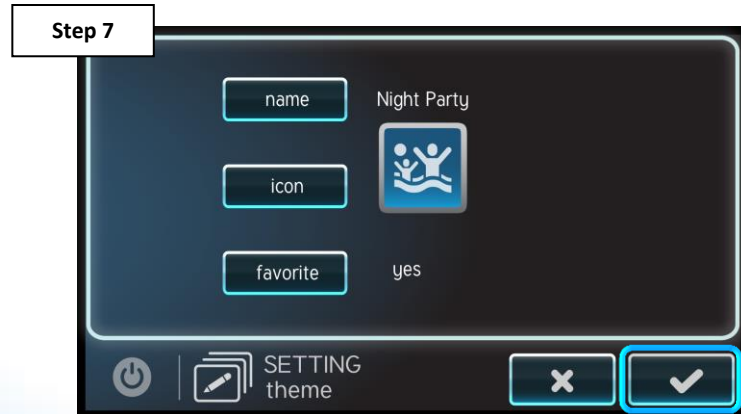 Step 7
name Night Party
icon
favorite yes
SETTING
theme